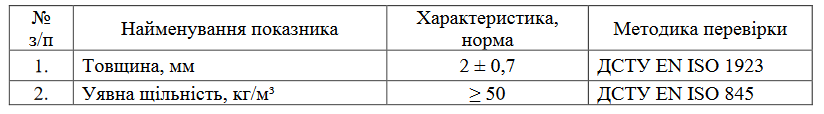 № з/п Найменування показника Характеристика, норма Методика перевірки
1. Товщина, мм 2 ± 0,7 ДСТУ EN ISO 1923
2. Уявна щільність, кг/м³ ≥ 50 ДСТУ EN ISO 845